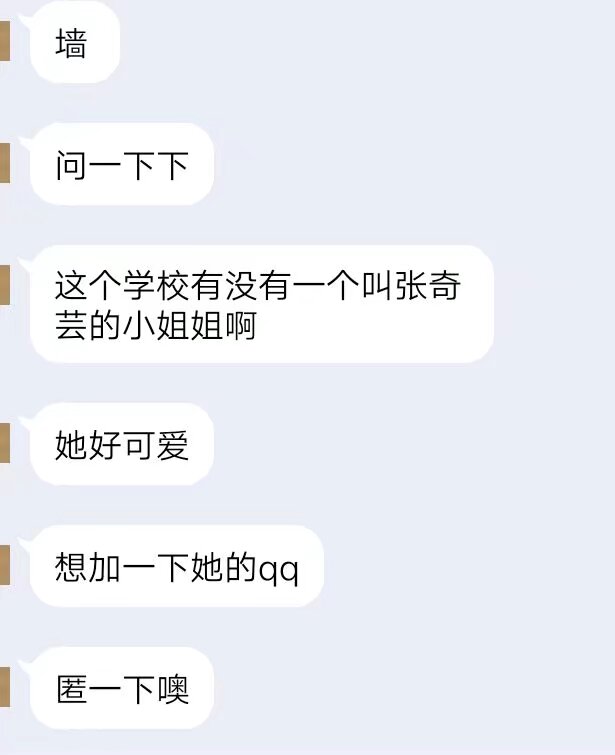 墙
问一下下
这个学校有没有一个叫张奇
芸的小姐姐啊
她好可爱
想加一下她的qq
匿一下噢